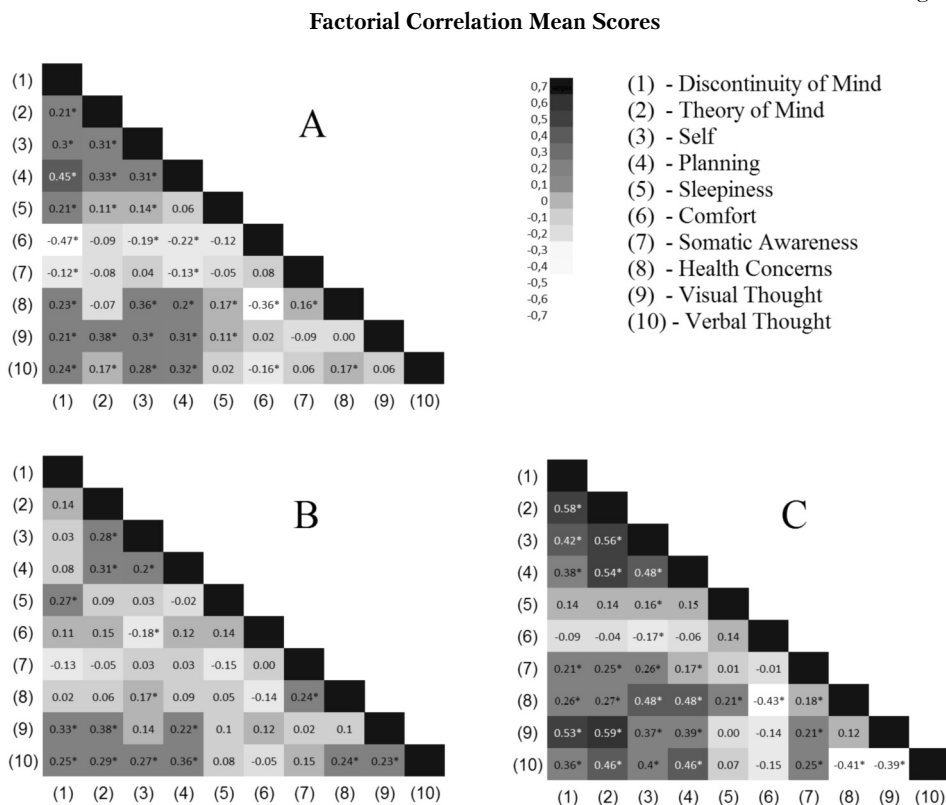 Factorial Correlation Mean Scores
A
(1)
(2) 0.21*
(3) 0.3* 0.31*
(4) 0.45* 0.33* 0.31*
(5) 0.21* 0.11* 0.14* 0.06
(6) -0.47* -0.09 -0.19* -0.22* -0.12
(7) -0.12* -0.08 0.04 -0.13* -0.05 0.08
(8) 0.23* -0.07 0.36* 0.2* 0.17* -0.36* 0.16*
(9) 0.21* 0.38* 0.3* 0.31* 0.11* 0.02 -0.09 0.00
(10) 0.24* 0.17* 0.28* 0.32* 0.02 -0.16* 0.06 0.17* 0.06
(1) (2) (3) (4) (5) (6) (7) (8) (9) (10)
0,7
0,6
0,5
0,4
0,3
0,2
0,1
0
-0,1
-0,2
-0,3
-0,4
-0,5
-0,6
-0,7
(1) - Discontinuity of Mind
(2) - Theory of Mind
(3) - Self
(4) - Planning
(5) - Sleepiness
(6) - Comfort
(7) - Somatic Awareness
(8) - Health Concerns
(9) - Visual Thought
(10) - Verbal Thought
B
(1)
(2) 0.14
(3) 0.03 0.28*
(4) 0.08 0.31* 0.2*
(5) 0.27* 0.09 0.03 -0.02
(6) 0.11 0.15 -0.18* 0.12 0.14
(7) -0.13 -0.05 0.03 0.03 -0.15 0.00
(8) 0.02 0.06 0.17* 0.09 0.05 -0.14 0.24*
(9) 0.33* 0.38* 0.14 0.22* 0.1 0.12 0.02 0.1
(10) 0.25* 0.29* 0.27* 0.36* 0.08 -0.05 0.15 0.24* 0.23*
(1) (2) (3) (4) (5) (6) (7) (8) (9) (10)
C
(1)
(2) 0.58*
(3) 0.42* 0.56*
(4) 0.38* 0.54* 0.48*
(5) 0.14 0.14 0.16* 0.15
(6) -0.09 -0.04 -0.17* -0.06 0.14
(7) 0.21* 0.25* 0.26* 0.17* 0.01 -0.01
(8) 0.26* 0.27* 0.48* 0.48* 0.21* -0.43* 0.18*
(9) 0.53* 0.59* 0.37* 0.39* 0.00 -0.14 0.21* 0.12
(10) 0.36* 0.46* 0.4* 0.46* 0.07 -0.15 0.25* -0.41* -0.39*
(1) (2) (3) (4) (5) (6) (7) (8) (9) (10)